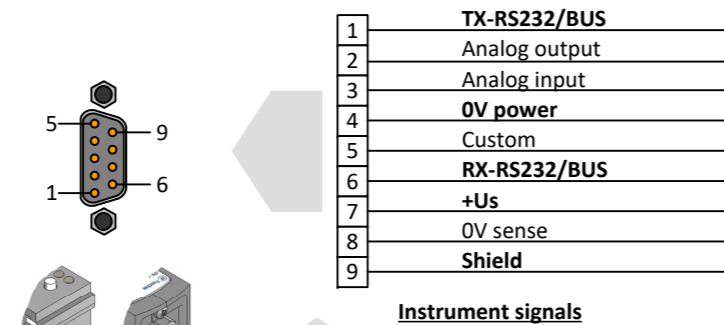 1 TX-RS232/BUS
2 Analog output
3 Analog input
4 0V power
5 Custom
6 RX-RS232/BUS
7 +Us
8 0V sense
9 Shield
5
9
1
6
Instrument signals